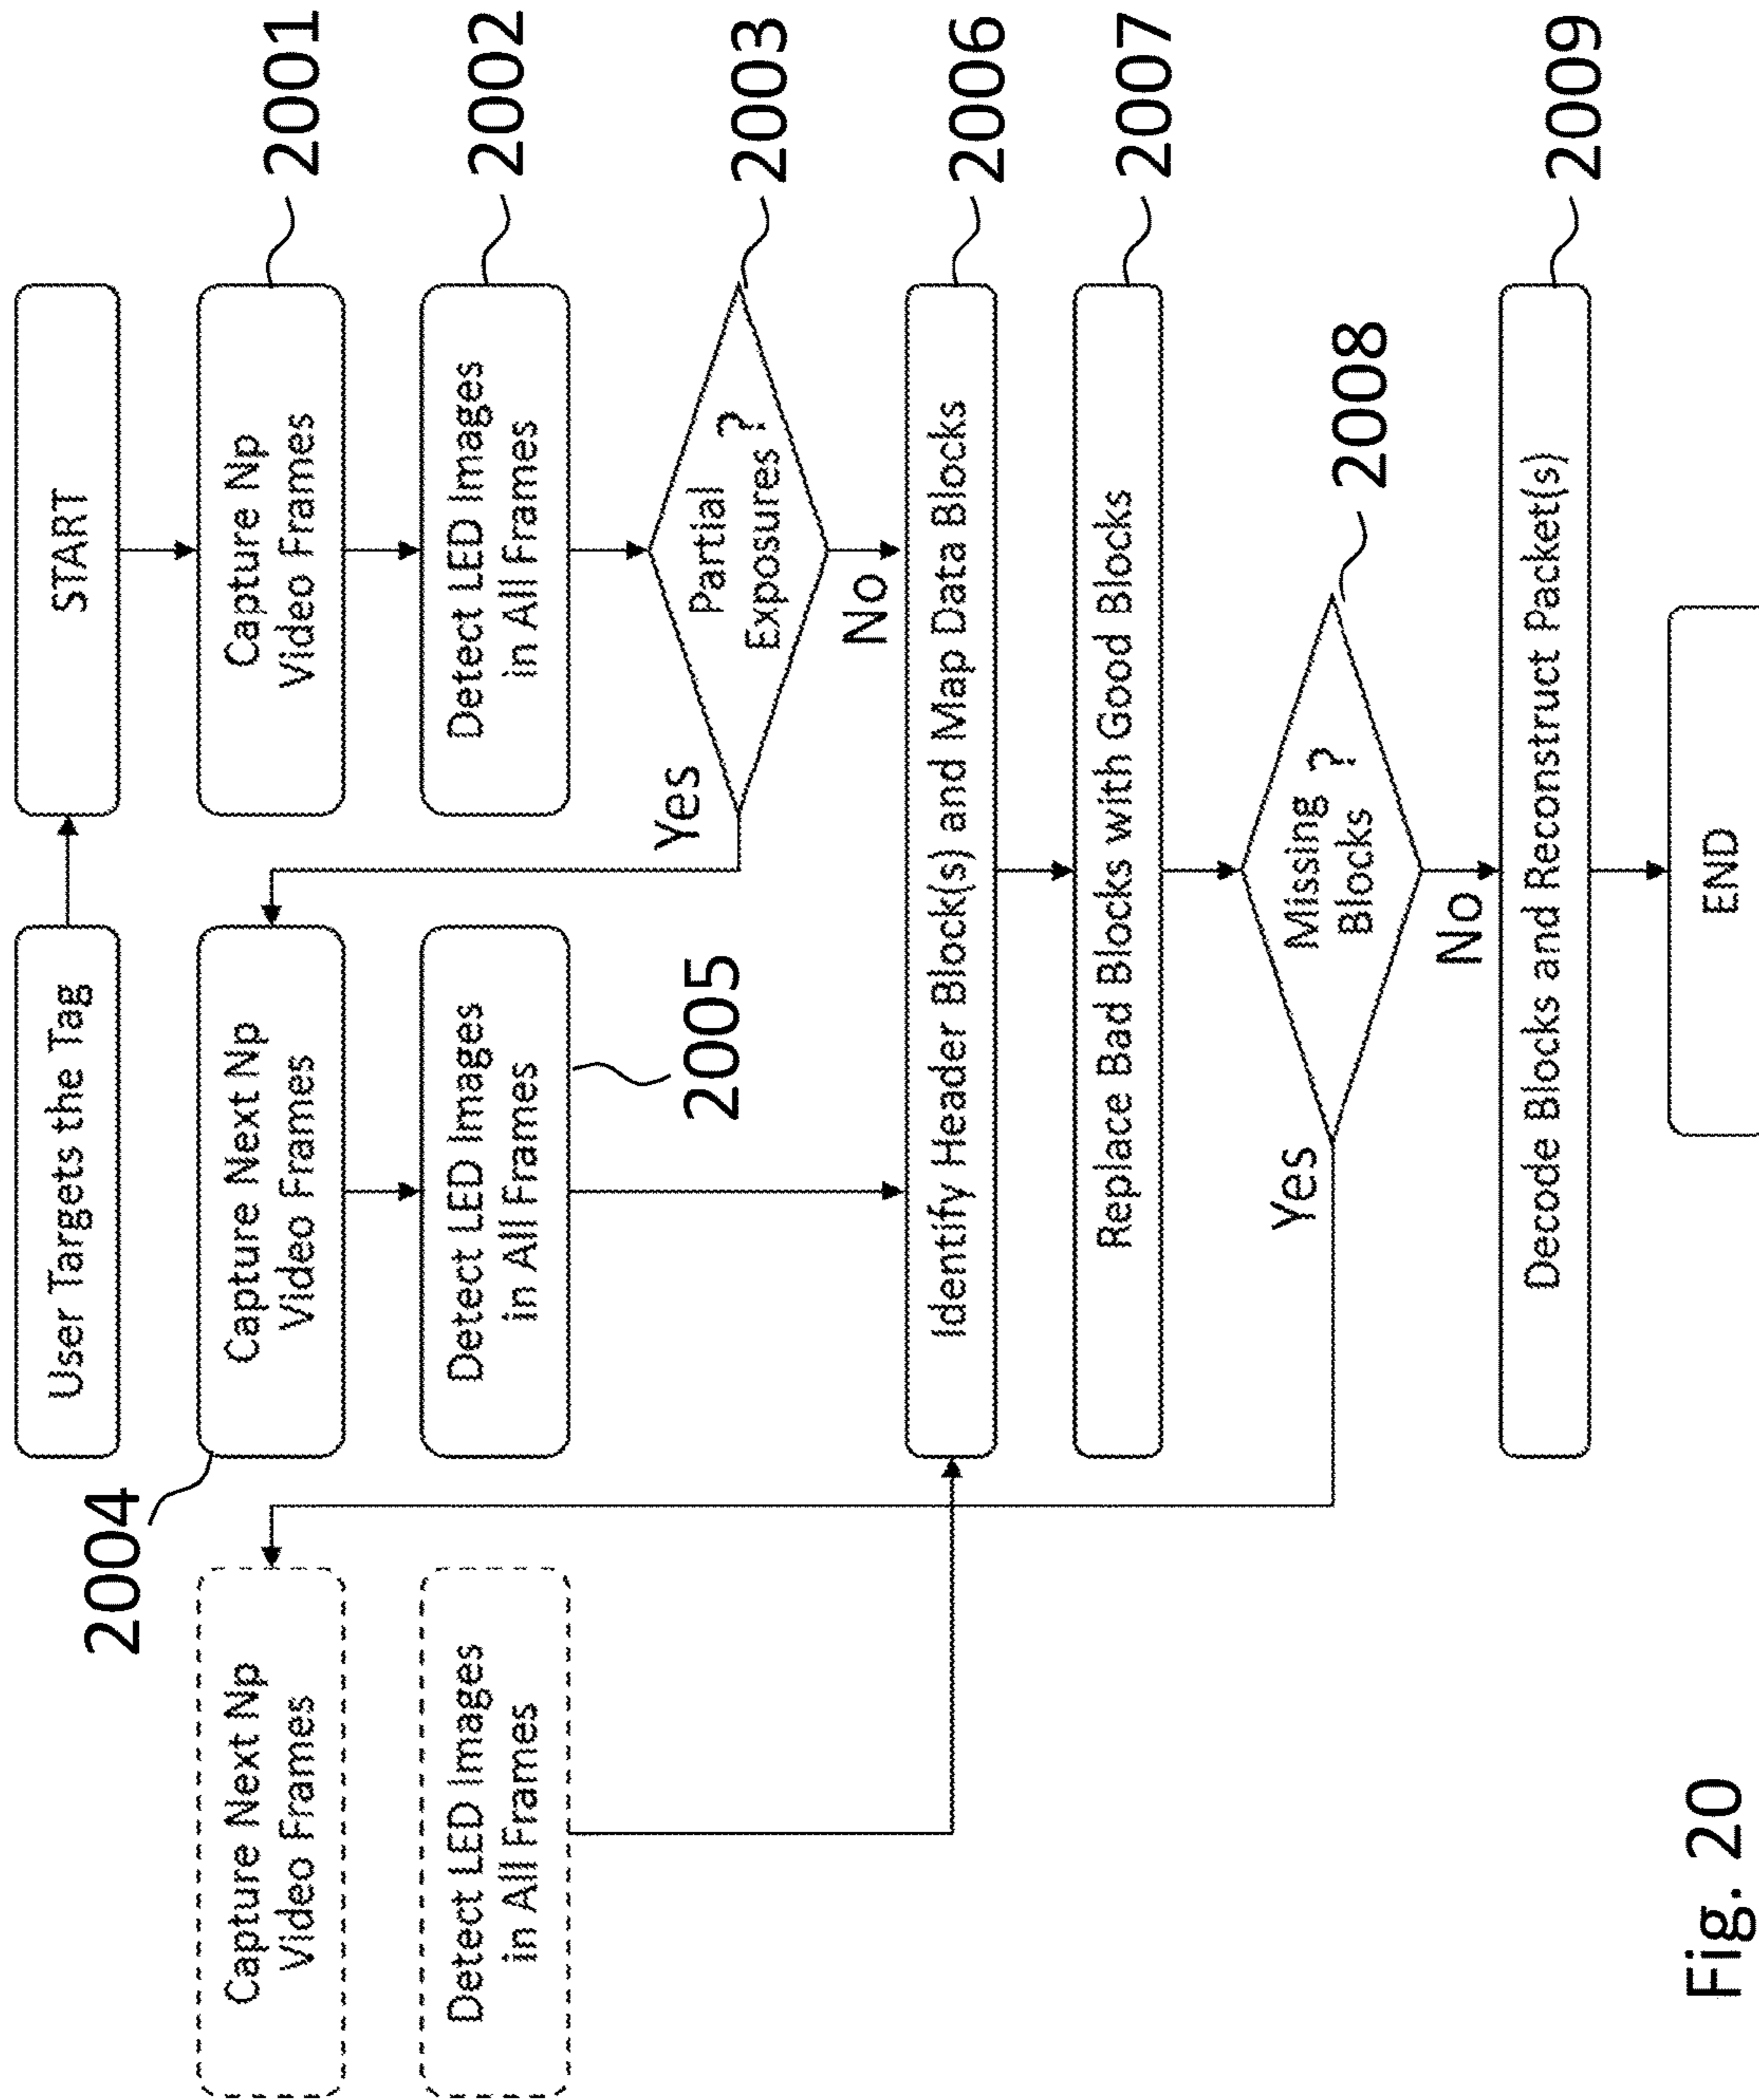 User Targets the Tag
START
2001
Capture Np
Video Frames
2002
Detect LED Images
in All Frames
2003
Partial
Exposures ?
Yes
No
2004
Capture Next Np
Video Frames
2005
Detect LED Images
in All Frames
Capture Next Np
Video Frames
Detect LED Images
in All Frames
2006
Identify Header Block(s) and Map Data Blocks
2007
Replace Bad Blocks with Good Blocks
2008
Missing
Blocks ?
Yes
No
2009
Decode Blocks and Reconstruct Packet(s)
END
Fig. 20